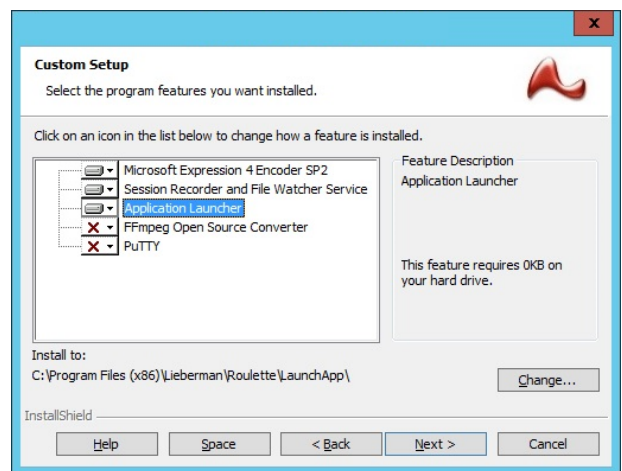 x
Custom Setup
Select the program features you want installed.
Click on an icon in the list below to change how a feature is installed.
Microsoft Expression 4 Encoder SP2
Session Recorder and File Watcher Service
Application Launcher
FFmpeg Open Source Converter
PuTTY
Feature Description
Application Launcher
This feature requires 0KB on
your hard drive.
Install to:
C:\Program Files (x86)\Lieberman\Roulette\LaunchApp\
Change...
InstallShield
Help Space < Back Next > Cancel